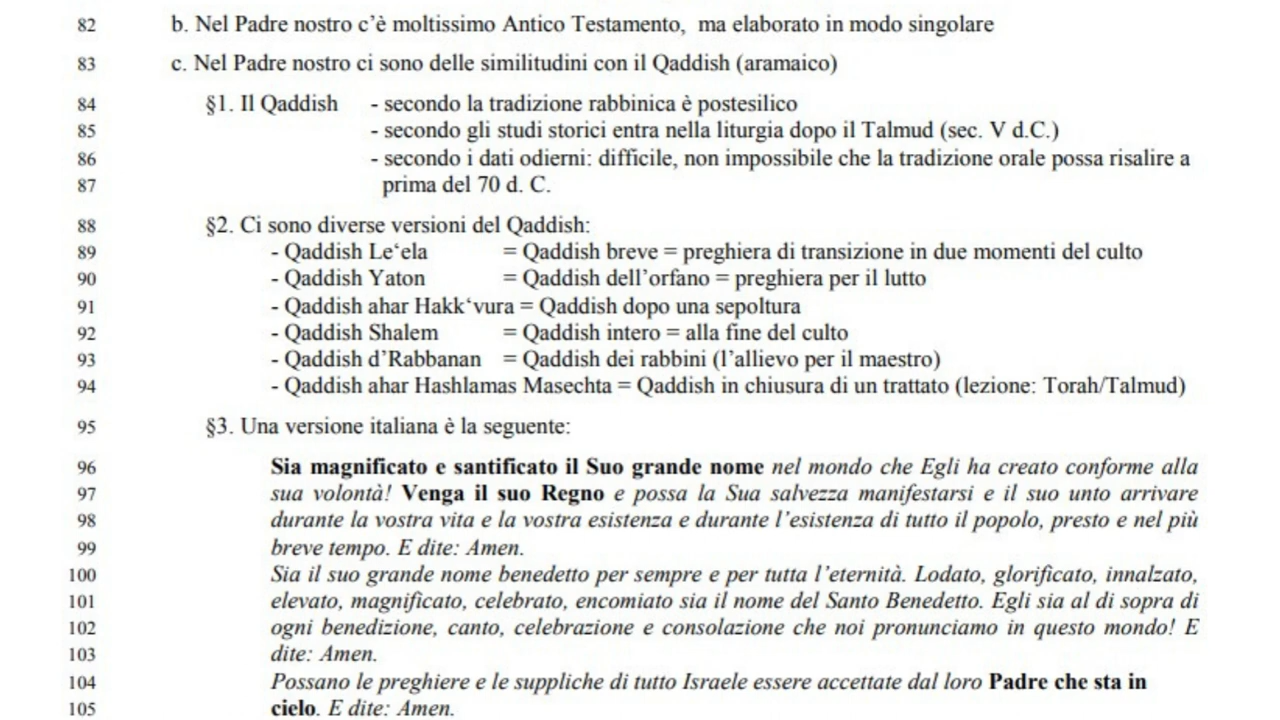 82 b. Nel Padre nostro c’è moltissimo Antico Testamento, ma elaborato in modo singolare
83 c. Nel Padre nostro ci sono delle similitudini con il Qaddish (aramaico)
84 §1. Il Qaddish - secondo la tradizione rabbinica è postesilico
85 - secondo gli studi storici entra nella liturgia dopo il Talmud (sec. V d.C.)
86 - secondo i dati odierni: difficile, non impossibile che la tradizione orale possa risalire a
87 prima del 70 d. C.
88 §2. Ci sono diverse versioni del Qaddish:
89 - Qaddish Le‘ela = Qaddish breve = preghiera di transizione in due momenti del culto
90 - Qaddish Yaton = Qaddish dell’orfano = preghiera per il lutto
91 - Qaddish ahar Hakk‘vura = Qaddish dopo una sepoltura
92 - Qaddish Shalem = Qaddish intero = alla fine del culto
93 - Qaddish d’Rabbanan = Qaddish dei rabbini (l’allievo per il maestro)
94 - Qaddish ahar Hashlamas Masechta = Qaddish in chiusura di un trattato (lezione: Torah/Talmud)
95 §3. Una versione italiana è la seguente:
96 Sia magnificato e santificato il Suo grande nome nel mondo che Egli ha creato conforme alla
97 sua volontà! Venga il suo Regno e possa la Sua salvezza manifestarsi e il suo unto arrivare
98 durante la vostra vita e la vostra esistenza e durante l’esistenza di tutto il popolo, presto e nel più
99 breve tempo. E dite: Amen.
100 Sia il suo grande nome benedetto per sempre e per tutta l’eternità. Lodato, glorificato, innalzato,
101 elevato, magnificato, celebrato, encomiato sia il nome del Santo Benedetto. Egli sia al di sopra di
102 ogni benedizione, canto, celebrazione e consolazione che noi pronunciamo in questo mondo! E
103 dite: Amen.
104 Possano le preghiere e le suppliche di tutto Israele essere accettate dal loro Padre che sta in
105 cielo. E dite: Amen.